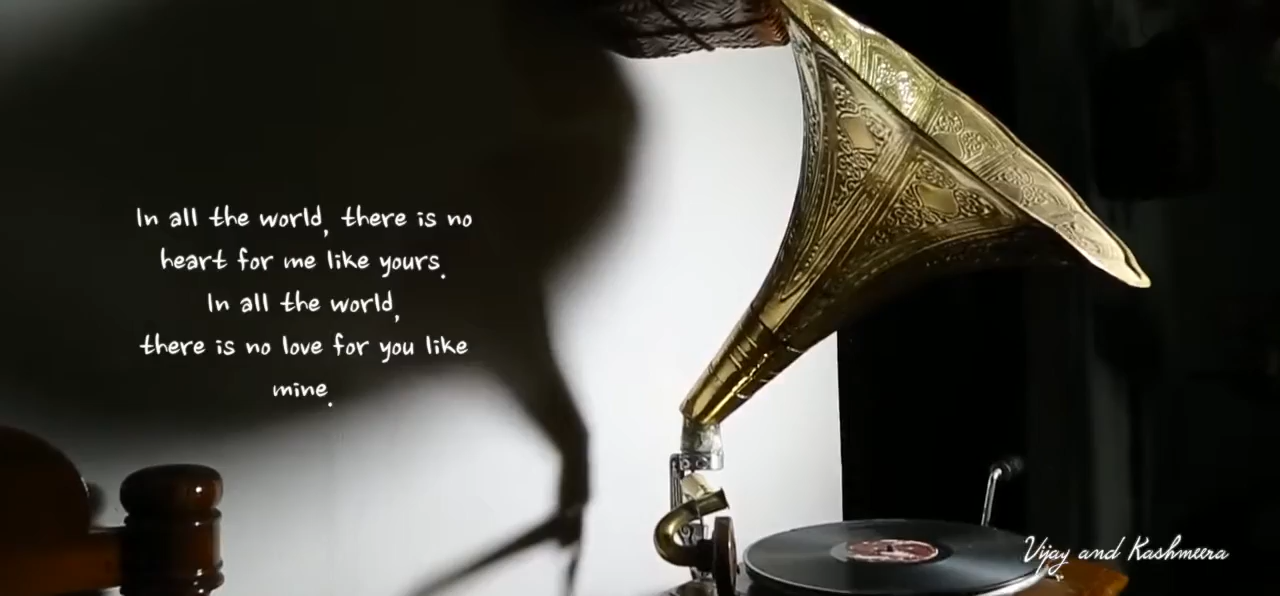 In all the world, there is no
heart for me like yours.
In all the world,
there is no love for you like
mine.
Vijay and Kashmeera